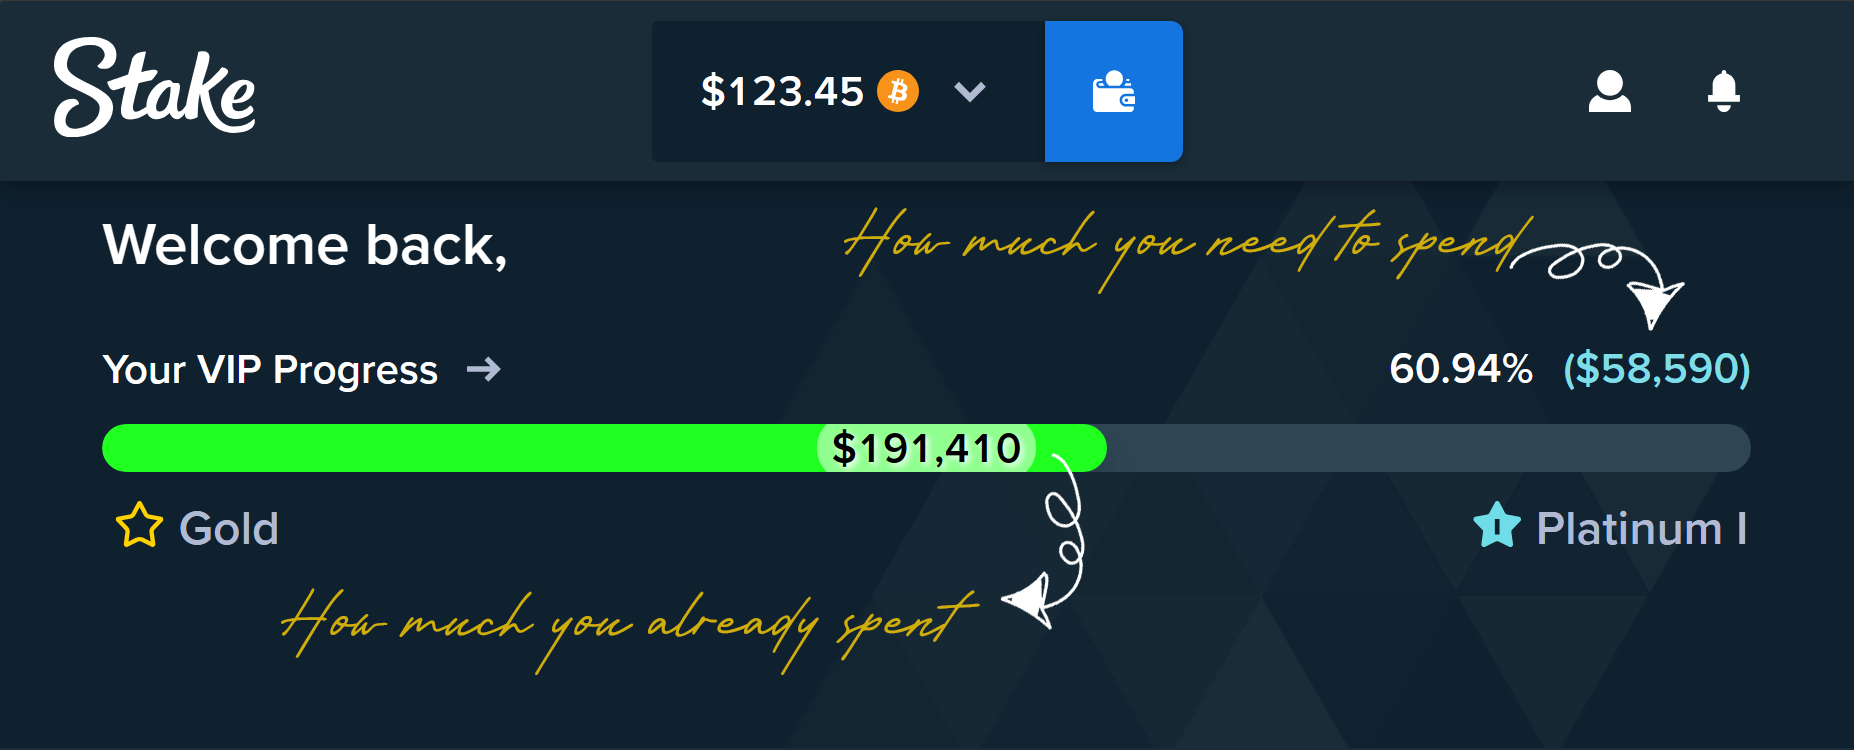 Stake
$123.45
Welcome back,
How much you need to spend
Your VIP Progress
60.94% ($58,590)
$191,410
Gold
I Platinum I
How much you already spent